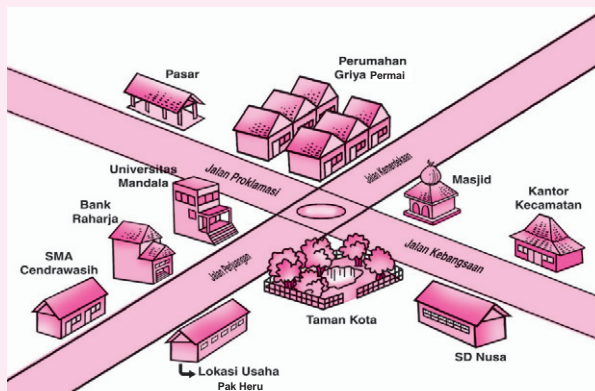 Pasar
Perumahan
Griya Permai
Universitas
Mandala
Jalan Proklamasi
Jalan Kemerdekaan
Masjid
Kantor
Kecamatan
Bank
Raharja
SMA
Cendrawasih
Jalan Perjuangan
Jalan Kebangsaan
Taman Kota
SD Nusa
Lokasi Usaha
Pak Heru